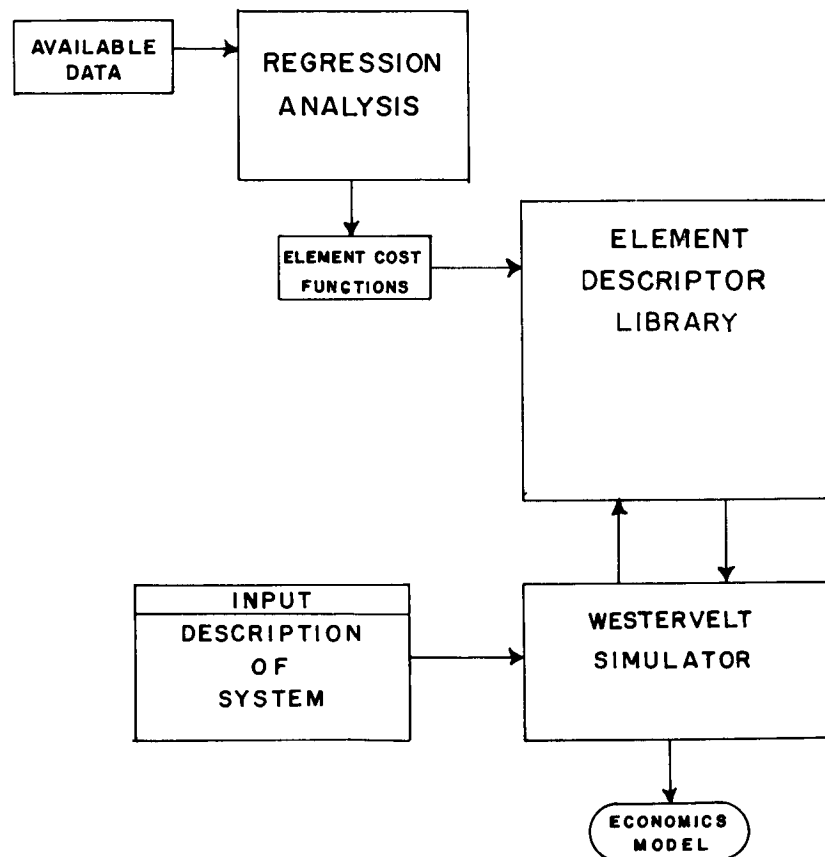 AVAILABLE
DATA
REGRESSION
ANALYSIS
ELEMENT COST
FUNCTIONS
ELEMENT
DESCRIPTOR
LIBRARY
INPUT
DESCRIPTION
OF
SYSTEM
WESTERVELT
SIMULATOR
ECONOMICS
MODEL